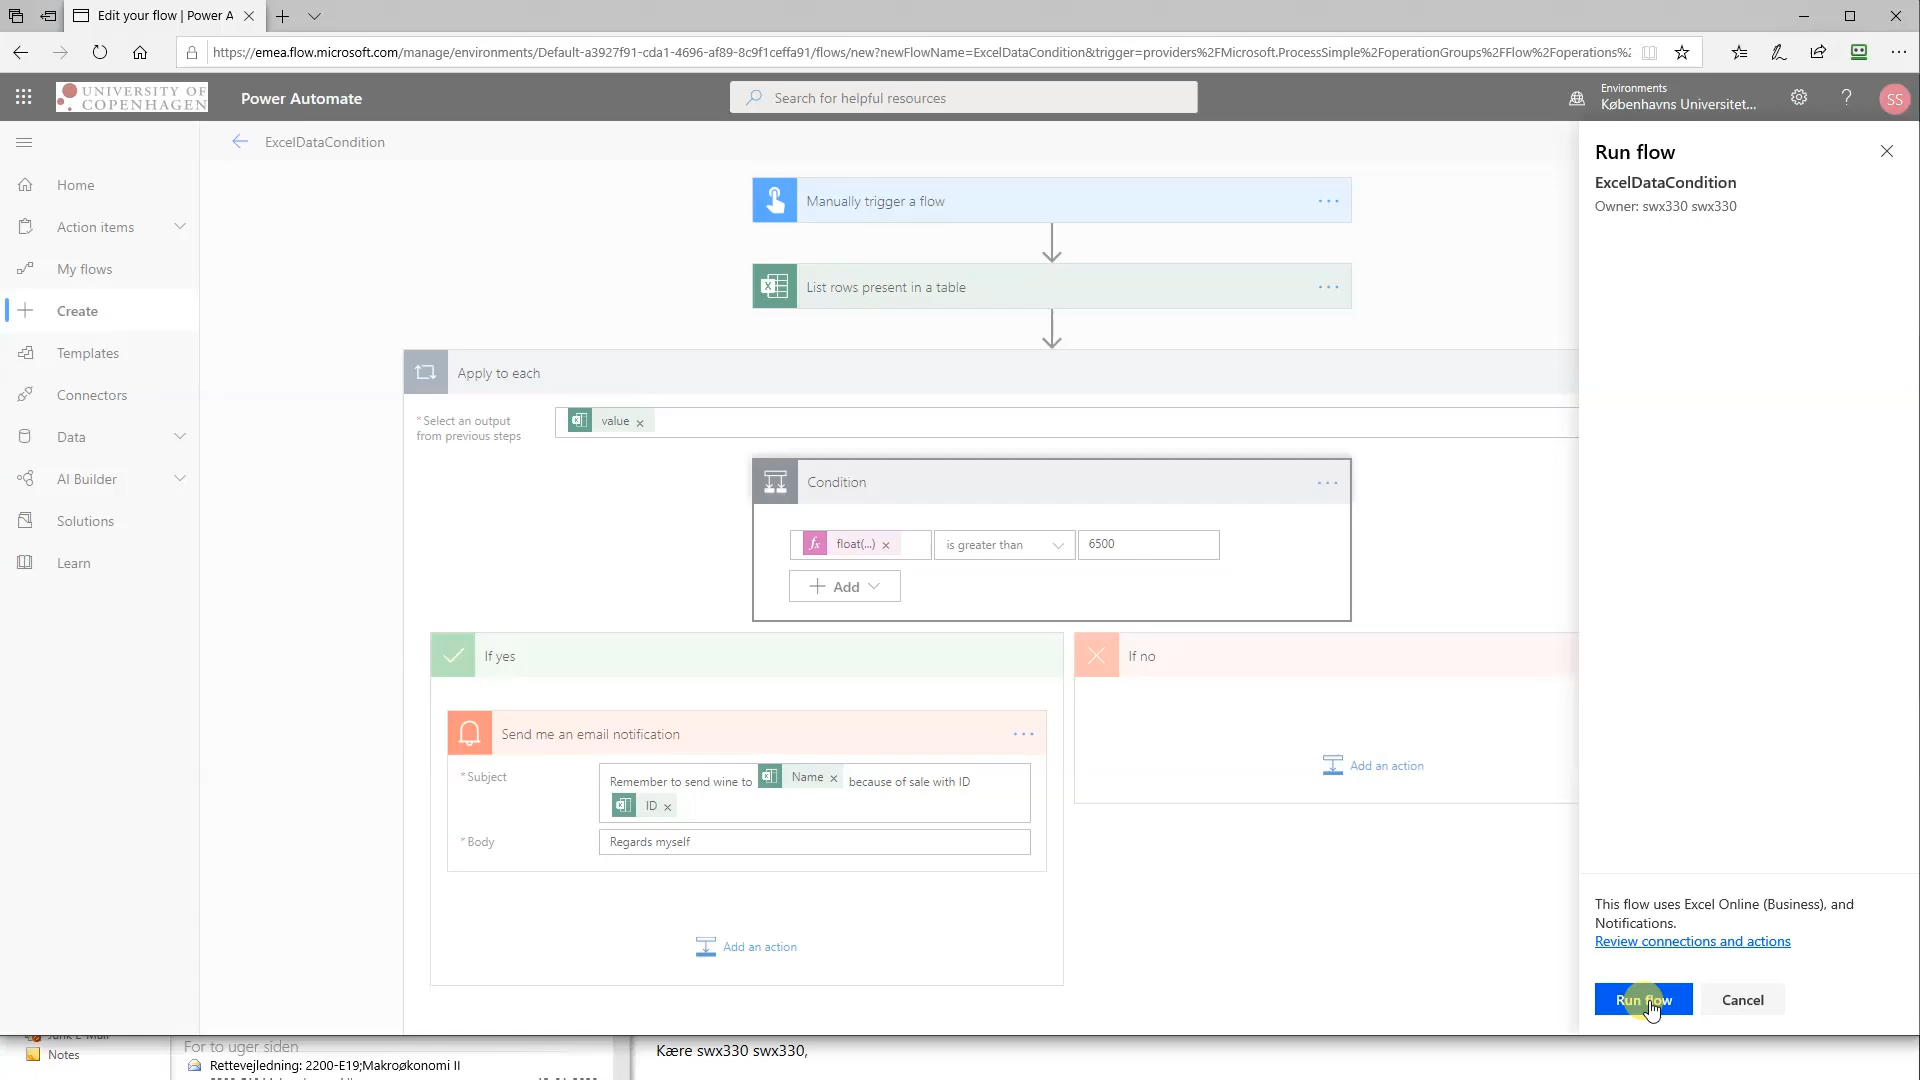 Edit your flow | Power A
https://emea.flow.microsoft.com/manage/environments/Default-a3927f91-cda1-4696-af89-8c9f1ceffa91/flows/new?newFlowName=ExcelDataCondition&trigger=providers%2FMicrosoft.ProcessSimple%2FoperationGroups%2FFlow%2Foperations%2
UNIVERSITY OF
COPENHAGEN
Power Automate
Search for helpful resources
Environments
Københavns Universitet...
SS
ExcelDataCondition
Home
Action items
My flows
Create
Templates
Connectors
Data
AI Builder
Solutions
Learn
Manually trigger a flow
List rows present in a table
Apply to each
*Select an output
from previous steps
value
Condition
float(...)
is greater than
6500
Add
If yes
Send me an email notification
*Subject
Remember to send wine to Name because of sale with ID
ID
*Body
Regards myself
Add an action
If no
Add an action
Run flow
ExcelDataCondition
Owner: swx330 swx330
This flow uses Excel Online (Business), and
Notifications.
Review connections and actions
Run flow
Cancel
Notes
For to uger siden
Rettevejledning: 2200-E19;Makroøkonomi II
Kære swx330 swx330,